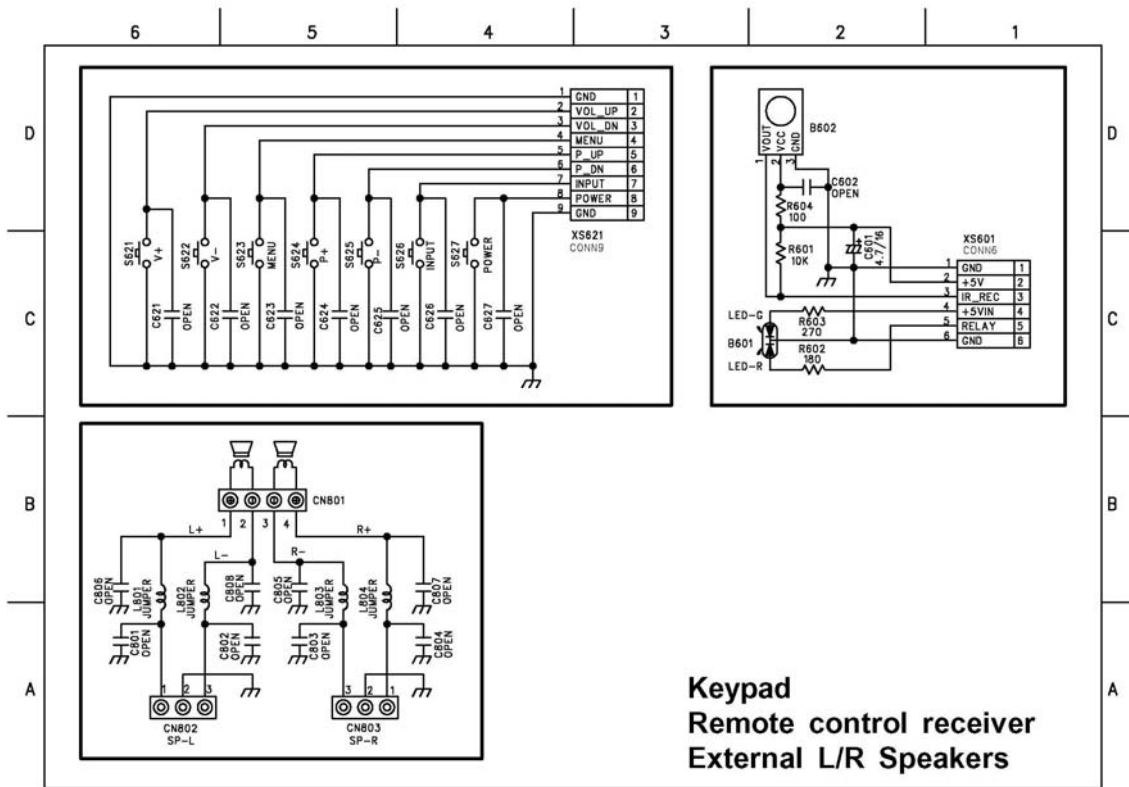 6 5 4 3 2 1
D
C
B
A
1 GND 1
2 VOL_UP 2
3 VOL_DN 3
4 MENU 4
5 P_UP 5
6 P_DN 6
7 INPUT 7
8 POWER 8
9 GND 9
XS621
CONN9
S621 V+
S622 V-
S623 MENU
S624 P+
S625 P-
S626 INPUT
S627 POWER
C621 OPEN
C622 OPEN
C623 OPEN
C624 OPEN
C625 OPEN
C626 OPEN
C627 OPEN
B602
VOUT VCC GND
1 2 3
C602
OPEN
R604
100
R601
10K
C601
4.7/16
XS601
CONN6
1 GND 1
2 +5V 2
3 IR_REC 3
4 +5VIN 4
5 RELAY 5
6 GND 6
LED-G
R603
270
B601
R602
180
LED-R
D
C
B
A
CN801
1 2 3 4
L+
R+
L-
R-
C806
OPEN
L801
JUMPER
L802
JUMPER
C808
OPEN
C805
OPEN
L803
JUMPER
L804
JUMPER
C807
OPEN
C801
OPEN
C802
OPEN
C803
OPEN
C804
OPEN
1 2 3
3 2 1
CN802
SP-L
CN803
SP-R
Keypad
Remote control receiver
External L/R Speakers